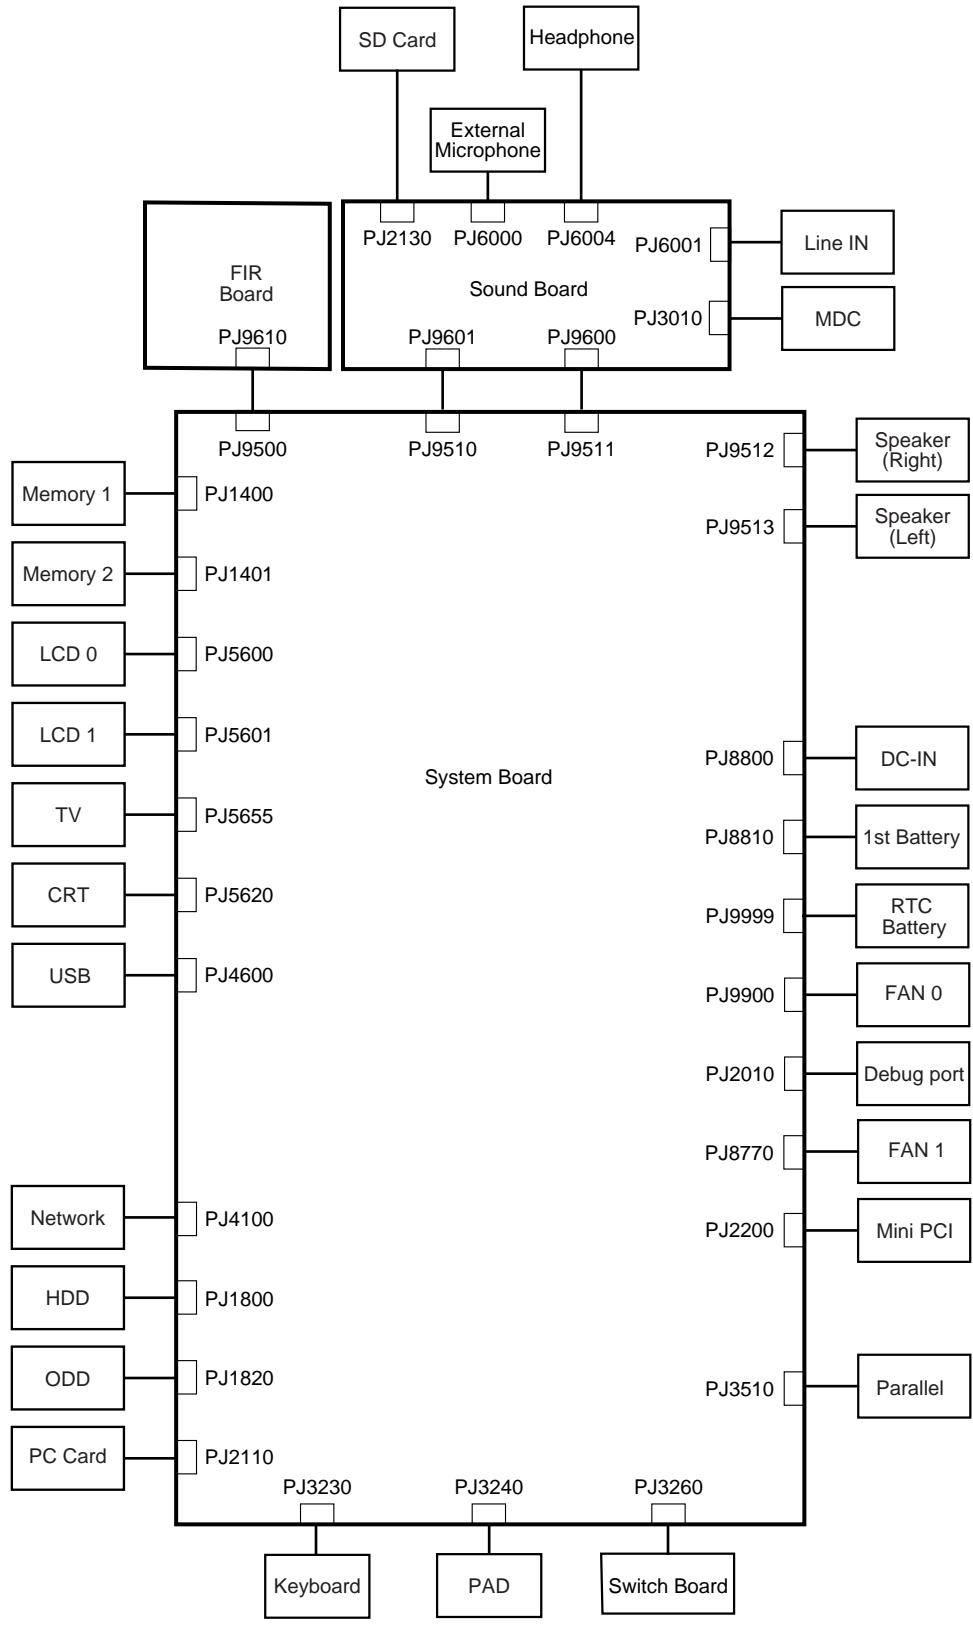 SD Card
Headphone
External
Microphone
PJ2130
PJ6000
PJ6004
PJ6001
Line IN
FIR
Board
Sound Board
PJ3010
MDC
PJ9610
PJ9601
PJ9600
PJ9500
PJ9510
PJ9511
PJ9512
Speaker
(Right)
Memory 1
PJ1400
PJ9513
Speaker
(Left)
Memory 2
PJ1401
LCD 0
PJ5600
LCD 1
PJ5601
PJ8800
DC-IN
System Board
TV
PJ5655
PJ8810
1st Battery
CRT
PJ5620
PJ9999
RTC
Battery
USB
PJ4600
PJ9900
FAN 0
PJ2010
Debug port
PJ8770
FAN 1
Network
PJ4100
PJ2200
Mini PCI
HDD
PJ1800
ODD
PJ1820
PJ3510
Parallel
PC Card
PJ2110
PJ3230
PJ3240
PJ3260
Keyboard
PAD
Switch Board